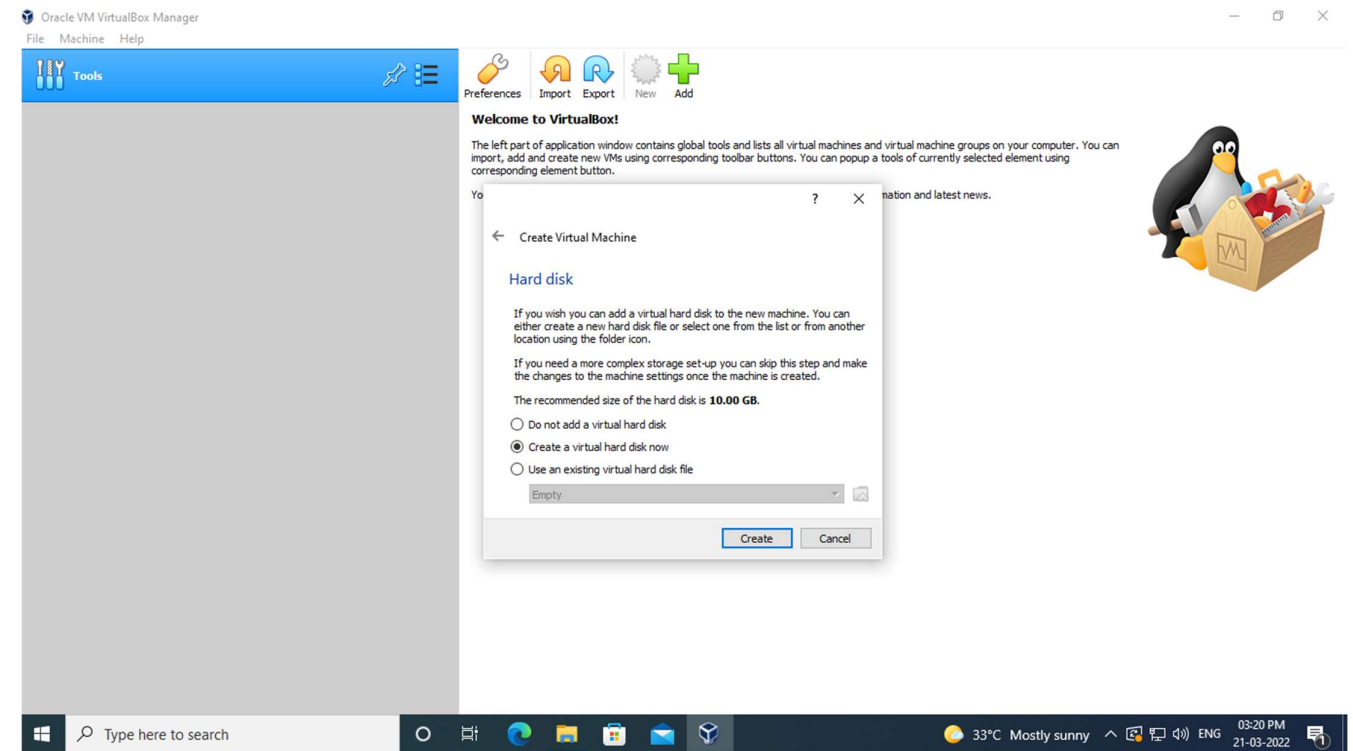 Oracle VM VirtualBox Manager
File Machine Help
Tools
Preferences Import Export New Add
Welcome to VirtualBox!
The left part of application window contains global tools and lists all virtual machines and virtual machine groups on your computer. You can
import, add and create new VMs using corresponding toolbar buttons. You can popup a tools of currently selected element using
corresponding element button.
Yo
mation and latest news.
?
Create Virtual Machine
Hard disk
If you wish you can add a virtual hard disk to the new machine. You can
either create a new hard disk file or select one from the list or from another
location using the folder icon.
If you need a more complex storage set-up you can skip this step and make
the changes to the machine settings once the machine is created.
The recommended size of the hard disk is 10.00 GB.
Do not add a virtual hard disk
Create a virtual hard disk now
Use an existing virtual hard disk file
Empty
Create Cancel
Type here to search
33°C Mostly sunny ENG
03:20 PM
21-03-2022
1